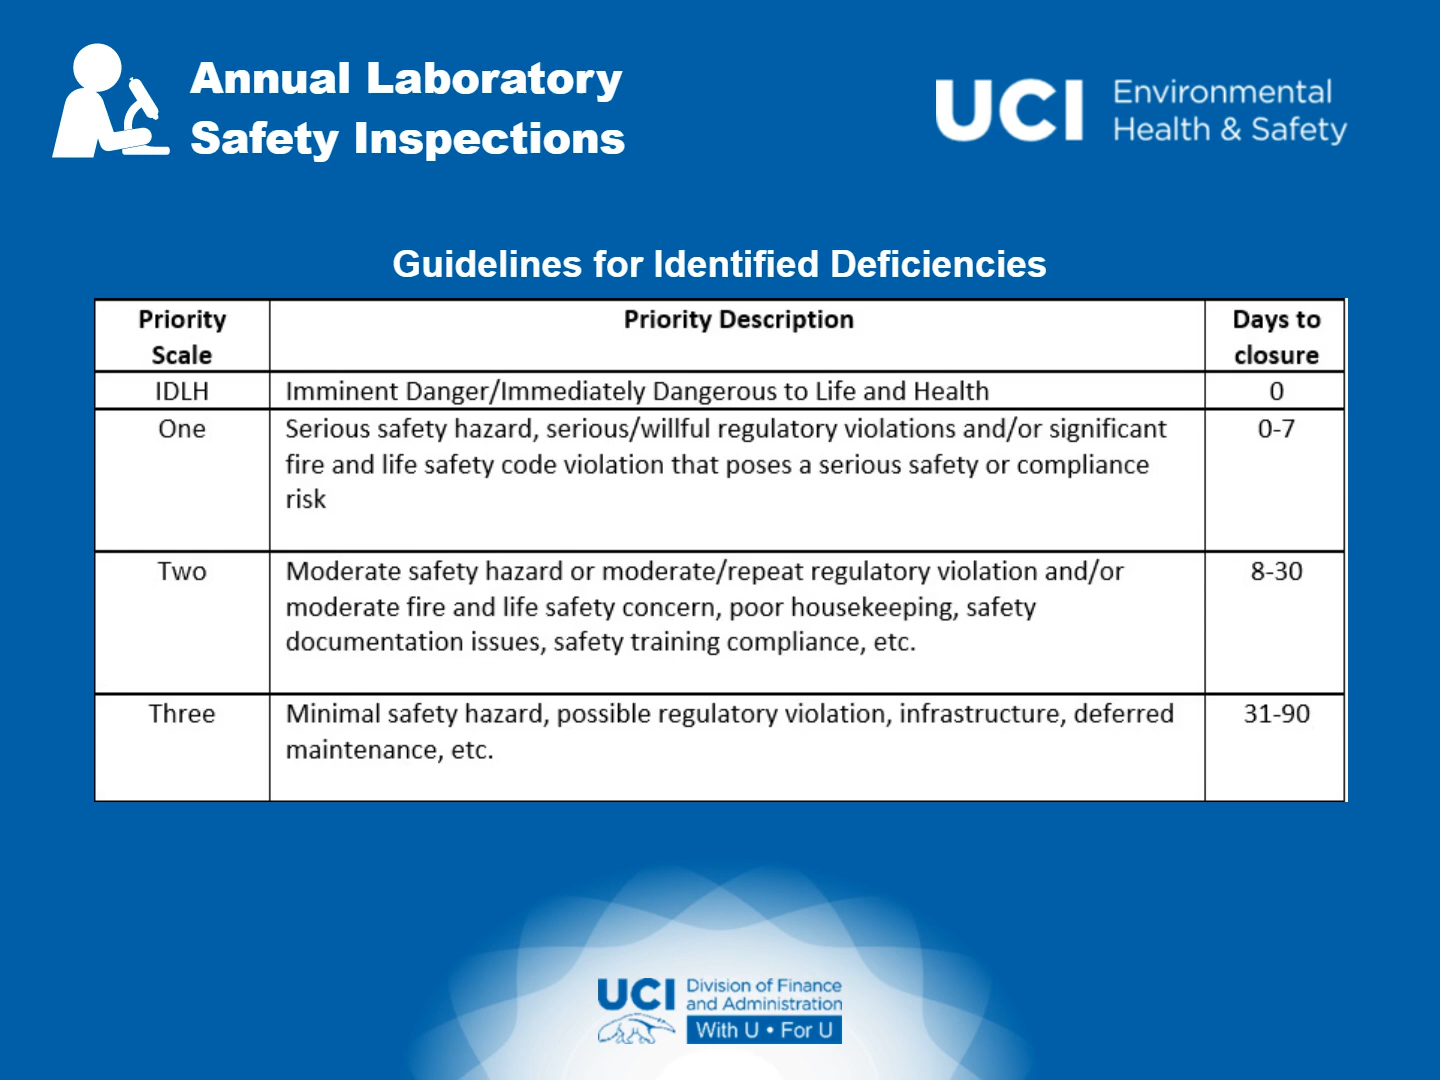 Annual Laboratory
Safety Inspections
UCI
Environmental
Health & Safety
Guidelines for Identified Deficiencies
Priority
Scale
Priority Description
Days to
closure
IDLH
Imminent Danger/Immediately Dangerous to Life and Health
0
One
Serious safety hazard, serious/willful regulatory violations and/or significant
fire and life safety code violation that poses a serious safety or compliance
risk
0-7
Two
Moderate safety hazard or moderate/repeat regulatory violation and/or
moderate fire and life safety concern, poor housekeeping, safety
documentation issues, safety training compliance, etc.
8-30
Three
Minimal safety hazard, possible regulatory violation, infrastructure, deferred
maintenance, etc.
31-90
UCI
Division of Finance
and Administration
With U • For U